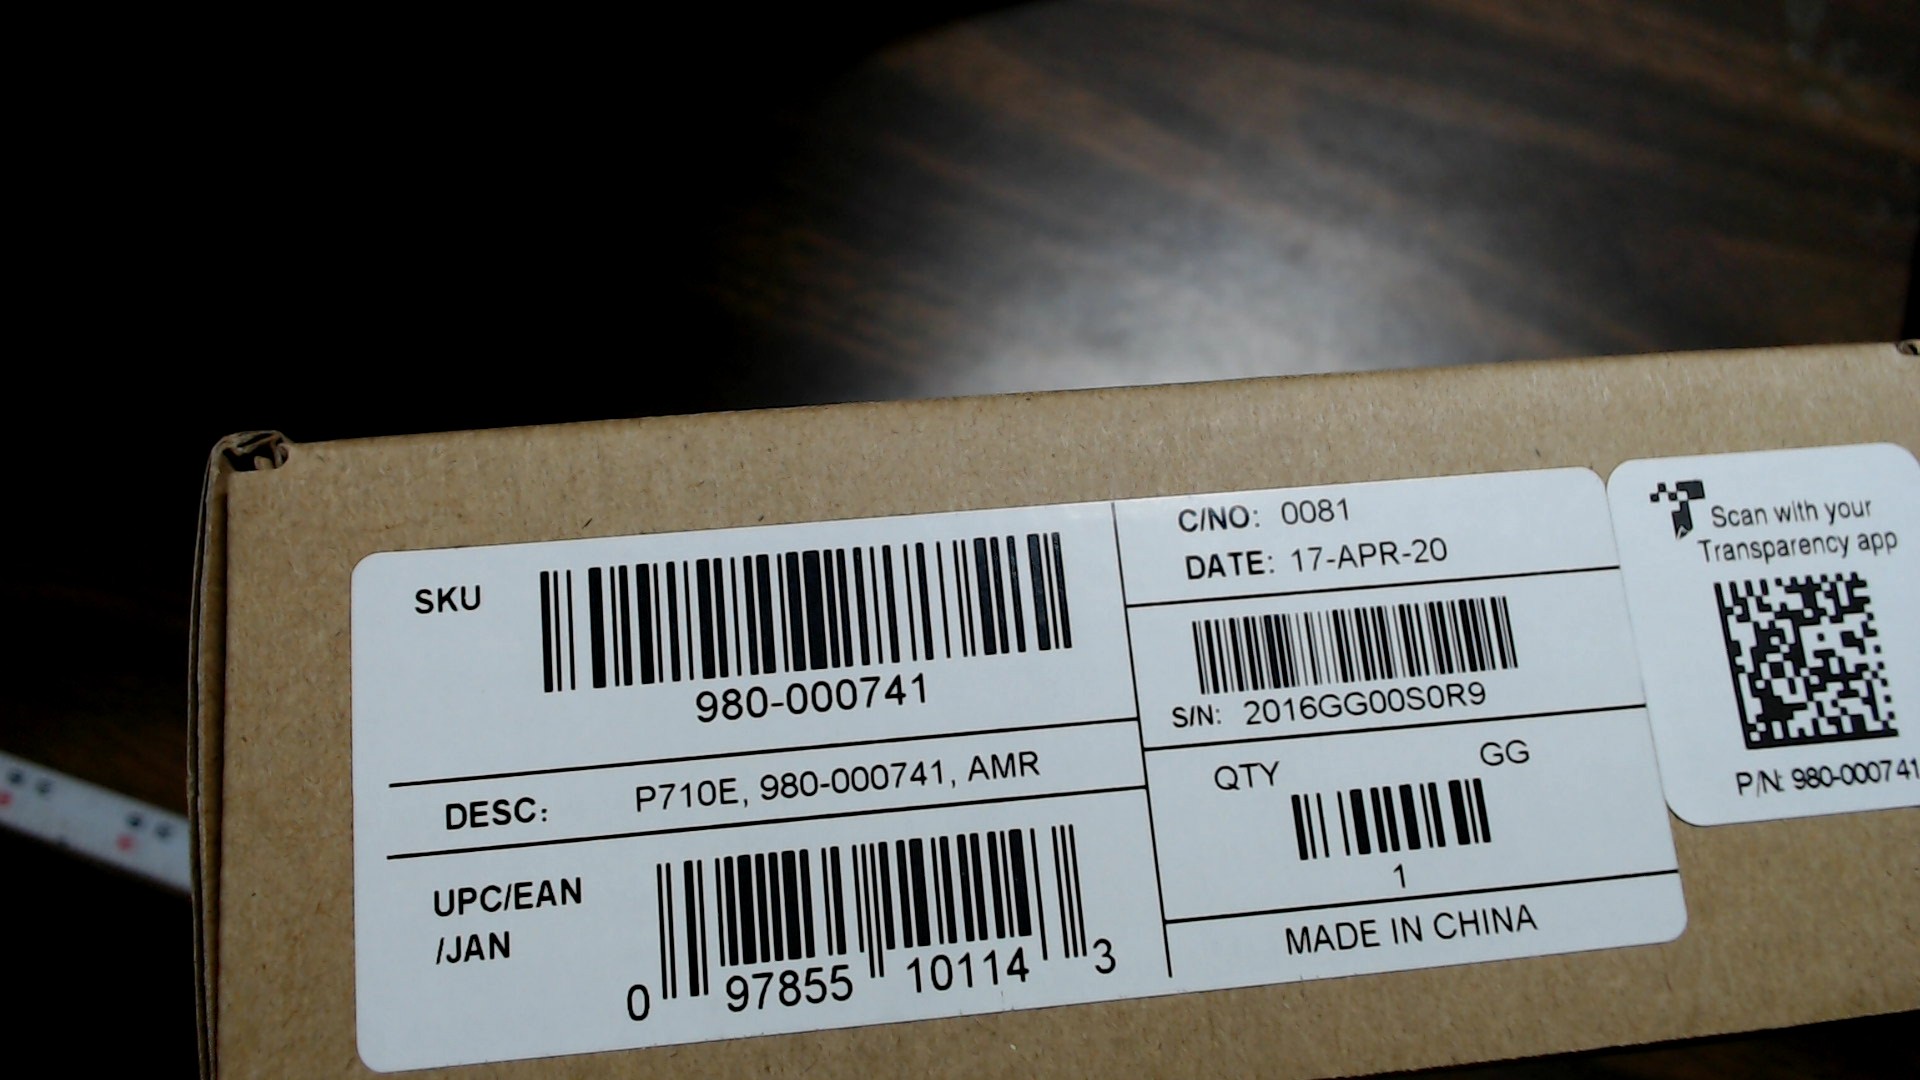 SKU
980-000741
DESC: P710E, 980-000741, AMR
UPC/EAN
/JAN
0 97855 10114 3
C/NO: 0081
DATE: 17-APR-20
S/N: 2016GG00S0R9
QTY GG
1
MADE IN CHINA
Scan with your
Transparency app
P/N: 980-000741